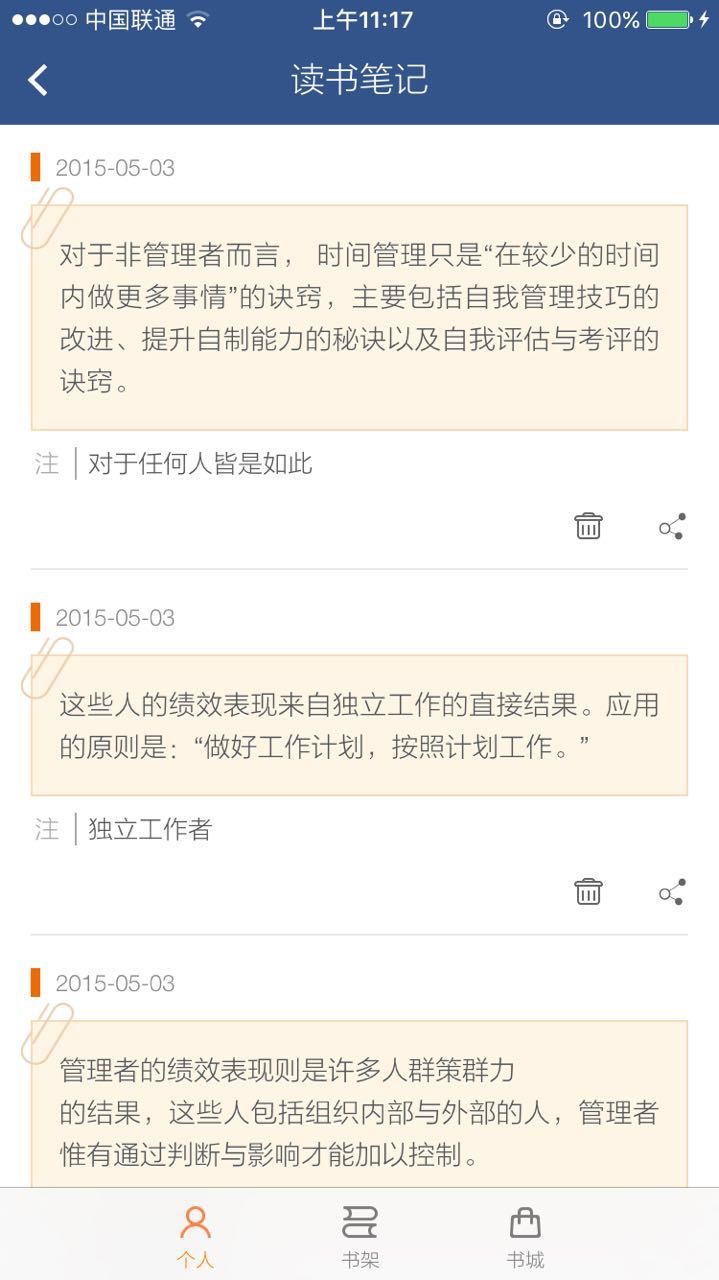 中国联通 上午11:17 100%
读书笔记
2015-05-03
对于非管理者而言， 时间管理只是“在较少的时间
内做更多事情”的诀窍，主要包括自我管理技巧的
改进、提升自制能力的秘诀以及自我评估与考评的
诀窍。
注 对于任何人皆是如此
2015-05-03
这些人的绩效表现来自独立工作的直接结果。应用
的原则是：“做好工作计划，按照计划工作。”
注 独立工作者
2015-05-03
管理者的绩效表现则是许多人群策群力
的结果，这些人包括组织内部与外部的人，管理者
惟有通过判断与影响才能加以控制。
个人 书架 书城